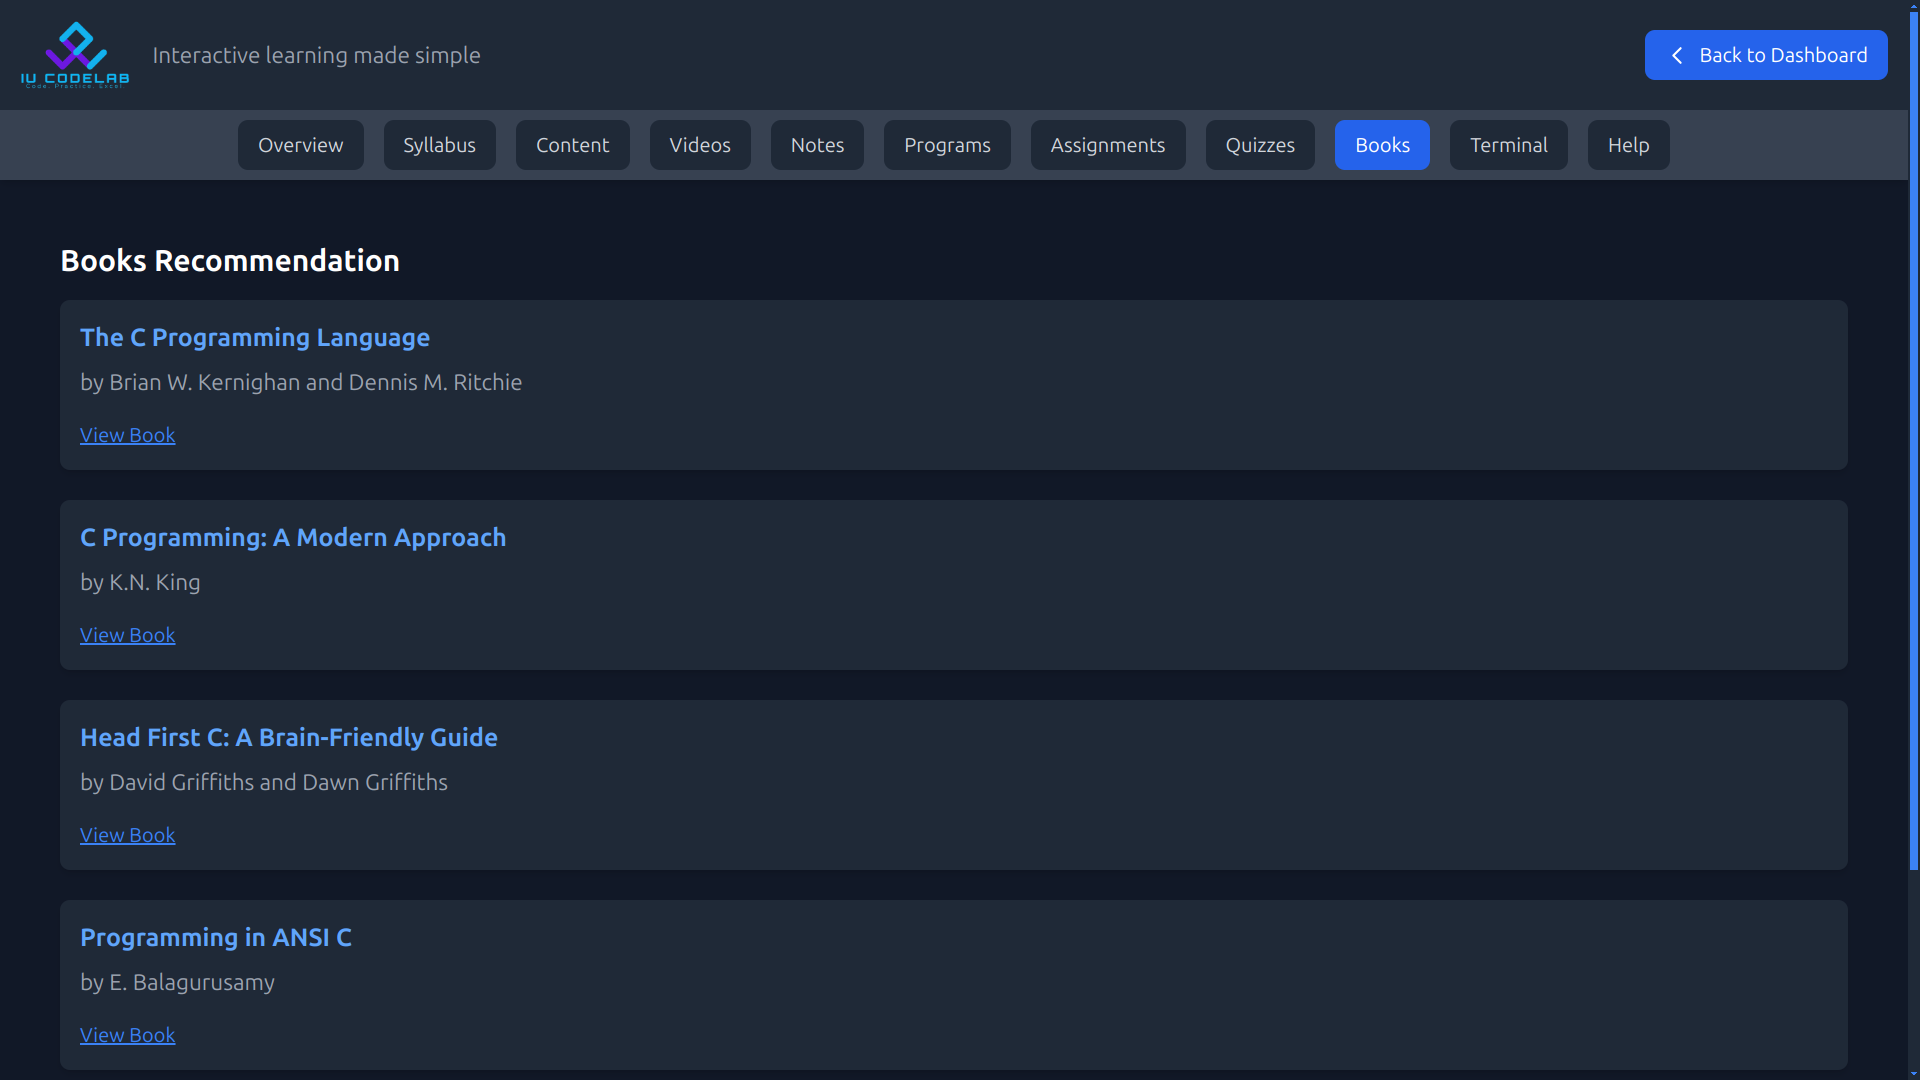 IU CODELAB
Code. Practice. Excel.
Interactive learning made simple
Back to Dashboard
Overview
Syllabus
Content
Videos
Notes
Programs
Assignments
Quizzes
Books
Terminal
Help
Books Recommendation
The C Programming Language
by Brian W. Kernighan and Dennis M. Ritchie
View Book
C Programming: A Modern Approach
by K.N. King
View Book
Head First C: A Brain-Friendly Guide
by David Griffiths and Dawn Griffiths
View Book
Programming in ANSI C
by E. Balagurusamy
View Book